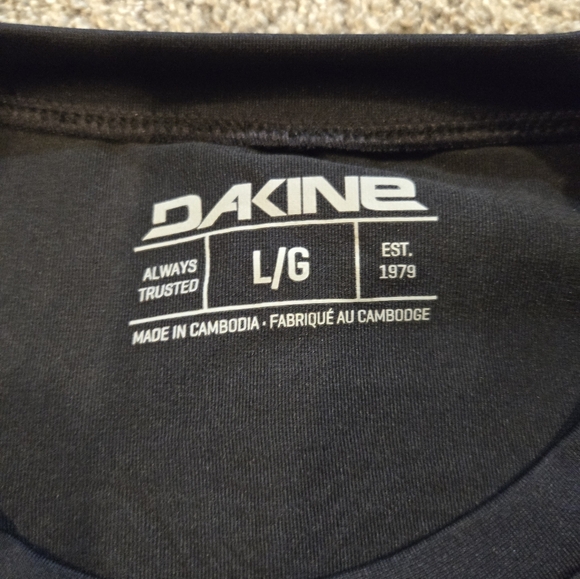 DAKINE
ALWAYS
TRUSTED
L/G
EST.
1979
MADE IN CAMBODIA · FABRIQUÉ AU CAMBODGE